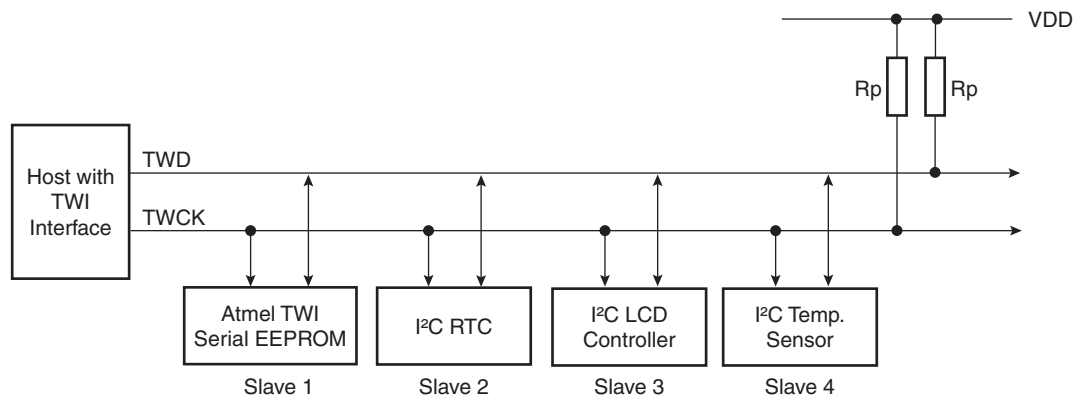 VDD
Rp
Rp
Host with
TWI
Interface
TWD
TWCK
Atmel TWI
Serial EEPROM
Slave 1
I²C RTC
Slave 2
I²C LCD
Controller
Slave 3
I²C Temp.
Sensor
Slave 4